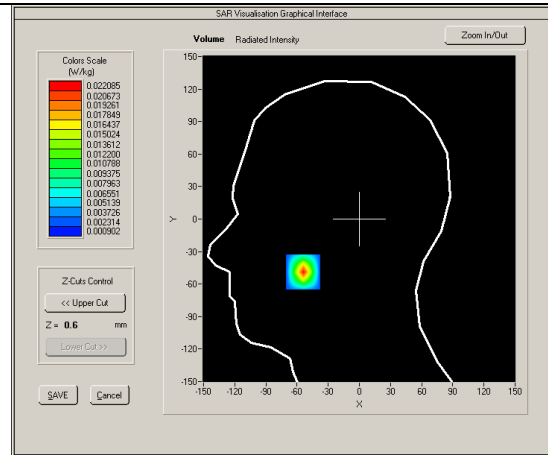 SAR Visualisation Graphical Interface
Volume Radiated Intensity
Zoom In/Out
Colors Scale
(W/kg)
0.022085
0.020673
0.019261
0.017849
0.016437
0.015024
0.013612
0.012200
0.010788
0.009375
0.007963
0.006551
0.005139
0.003726
0.002314
0.000902
Z-Cuts Control
<< Upper Cut
Z = 0.6 mm
Lower Cut >>
SAVE Cancel
150
120
90
60
30
0
-30
-60
-90
-120
-150
Y
-150 -120 -90 -60 -30 0 30 60 90 120 150
X